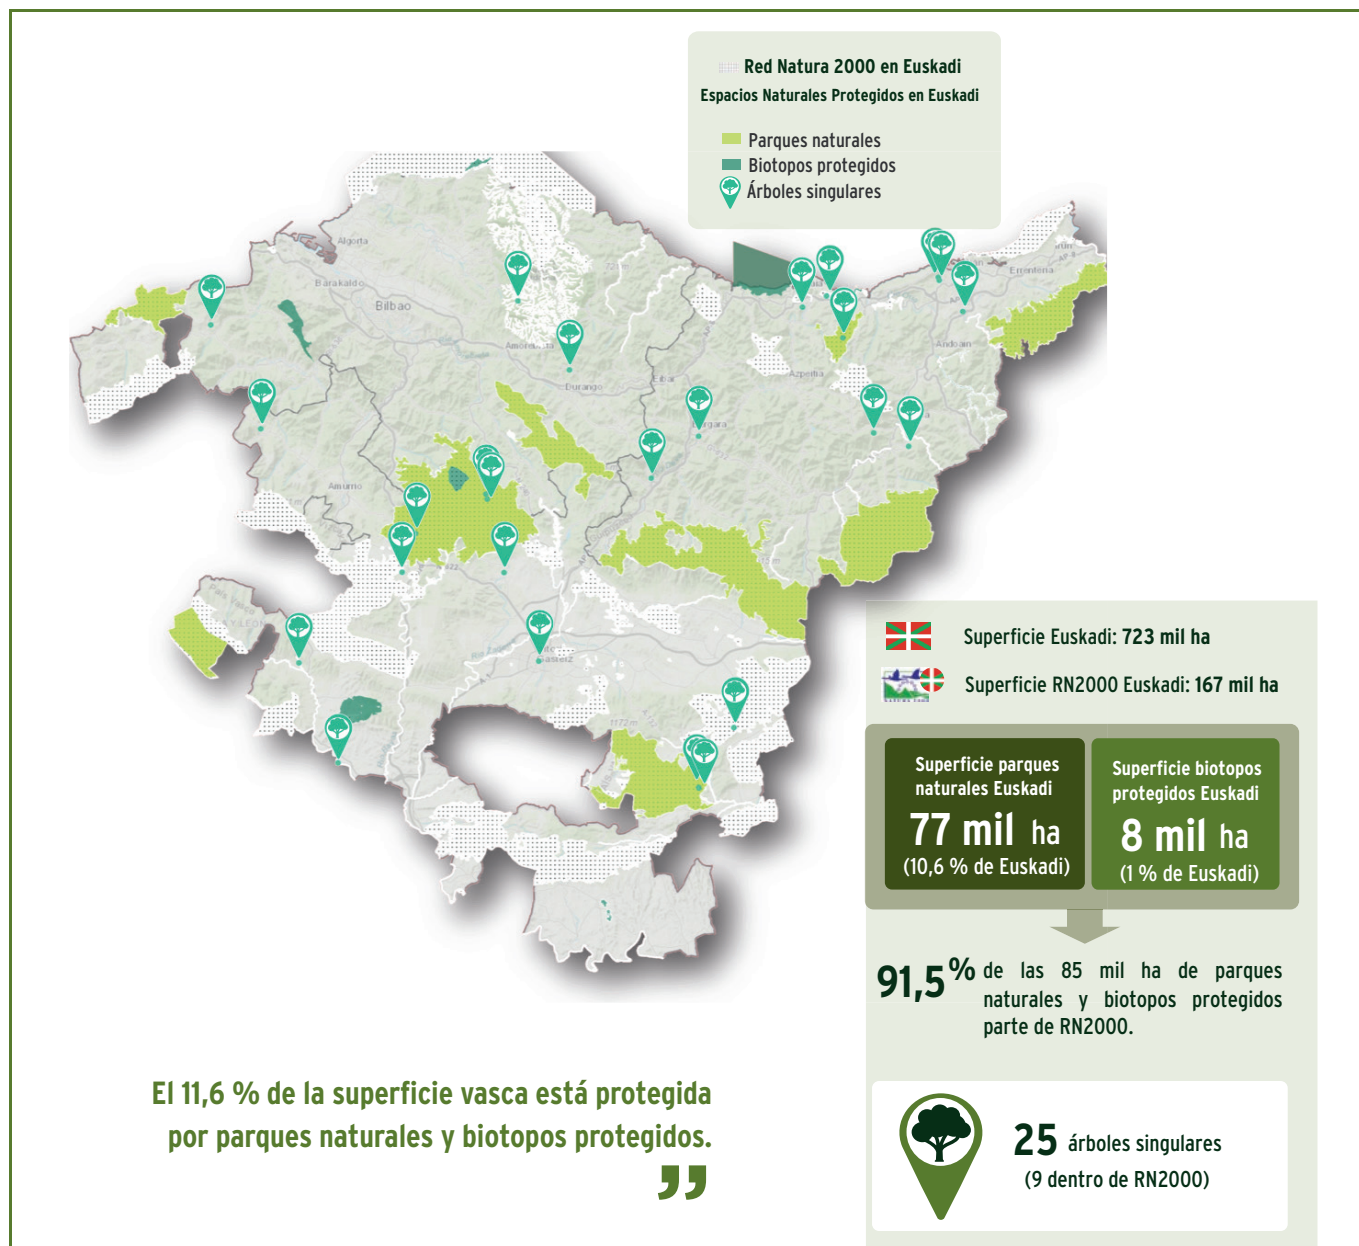 Red Natura 2000 en Euskadi
Espacios Naturales Protegidos en Euskadi
Parques naturales
Biotopos protegidos
Árboles singulares
Algorta
Barakaldo
Bilbao
Durango
Eibar
Azpeitia
Andoain
Errenteria
Amurrio
1172 m
Superficie Euskadi: 723 mil ha
Superficie RN2000 Euskadi: 167 mil ha
Superficie parques
naturales Euskadi
77 mil ha
(10,6 % de Euskadi)
Superficie biotopos
protegidos Euskadi
8 mil ha
(1 % de Euskadi)
91,5% de las 85 mil ha de parques
naturales y biotopos protegidos
parte de RN2000.
El 11,6 % de la superficie vasca está protegida
por parques naturales y biotopos protegidos.
”
25 árboles singulares
(9 dentro de RN2000)